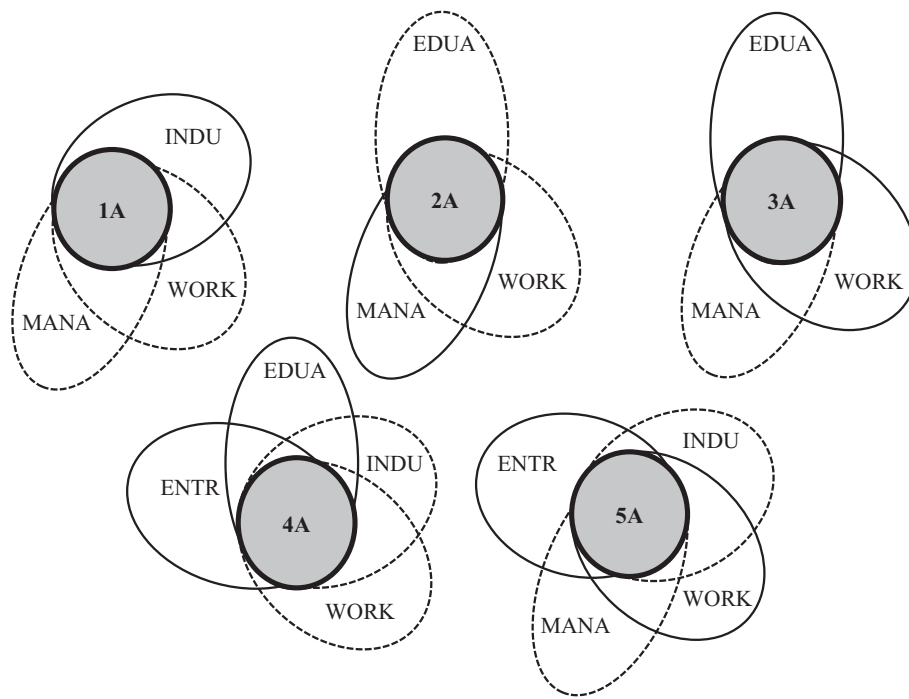 EDUA
EDUA
INDU
1A
2A
3A
WORK
WORK
WORK
MANA
MANA
MANA
EDUA
INDU
INDU
ENTR
ENTR
4A
5A
WORK
WORK
MANA